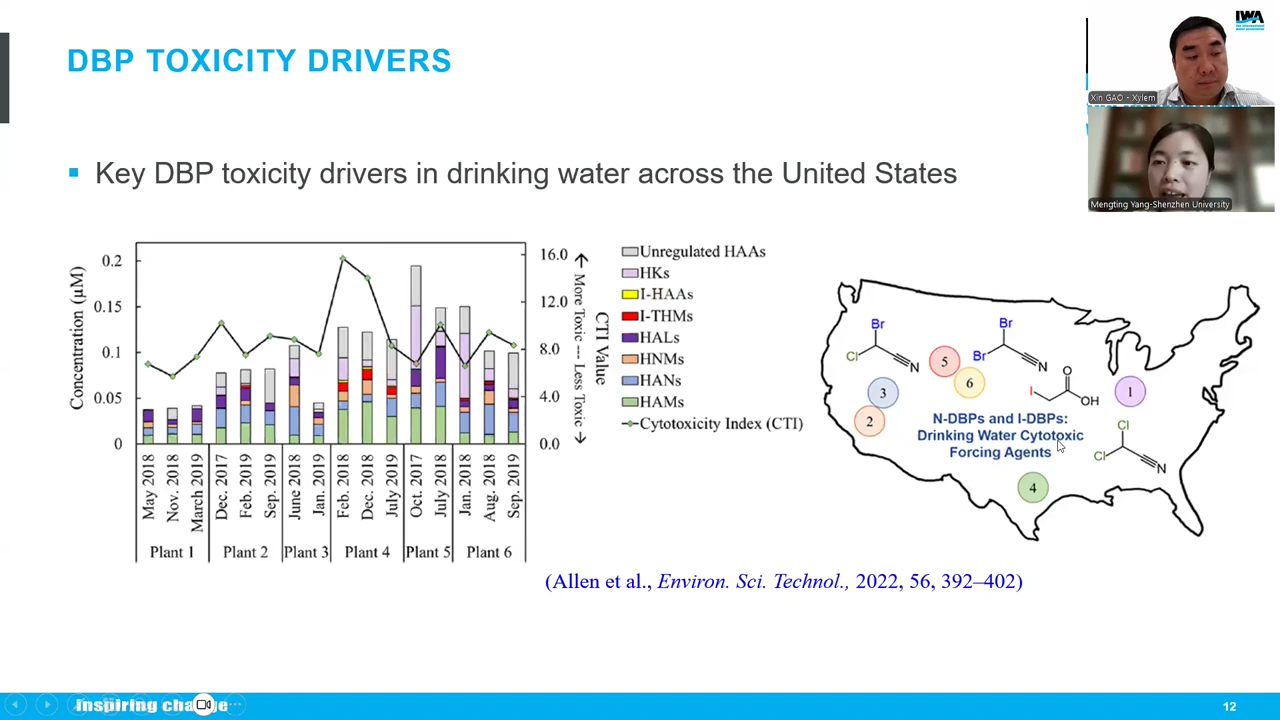 DBP TOXICITY DRIVERS
IWA
Xin GAO - Xylem
Mengting Yang-Shenzhen University
Key DBP toxicity drivers in drinking water across the United States
Concentration (µM)
0.2
0.15
0.1
0.05
0
16.0
12.0
8.0
4.0
0.0
More Toxic --- Less Toxic
CTI Value
Unregulated HAAs
HKs
I-HAAs
I-THMs
HALs
HNMs
HANs
HAMs
Cytotoxicity Index (CTI)
May 2018
Nov. 2018
March 2019
Dec. 2017
Feb. 2019
Sep. 2019
June 2018
Jan. 2019
Feb. 2018
Dec. 2018
July 2019
Oct. 2017
July 2018
Jan. 2018
Aug. 2018
Sep. 2019
Plant 1
Plant 2
Plant 3
Plant 4
Plant 5
Plant 6
Br
Cl
N
Br
Br
N
I
O
OH
Cl
Cl
N
5
6
3
2
1
4
N-DBPs and I-DBPs:
Drinking Water Cytotoxic
Forcing Agents
(Allen et al., Environ. Sci. Technol., 2022, 56, 392–402)
Inspiring change
12